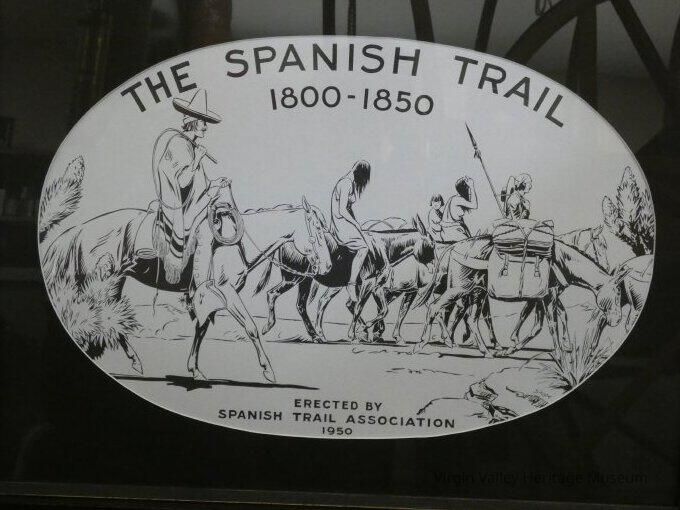 THE SPANISH TRAIL
1800-1850
ERECTED BY
SPANISH TRAIL ASSOCIATION
1950
Virgin Valley Heritage Museum